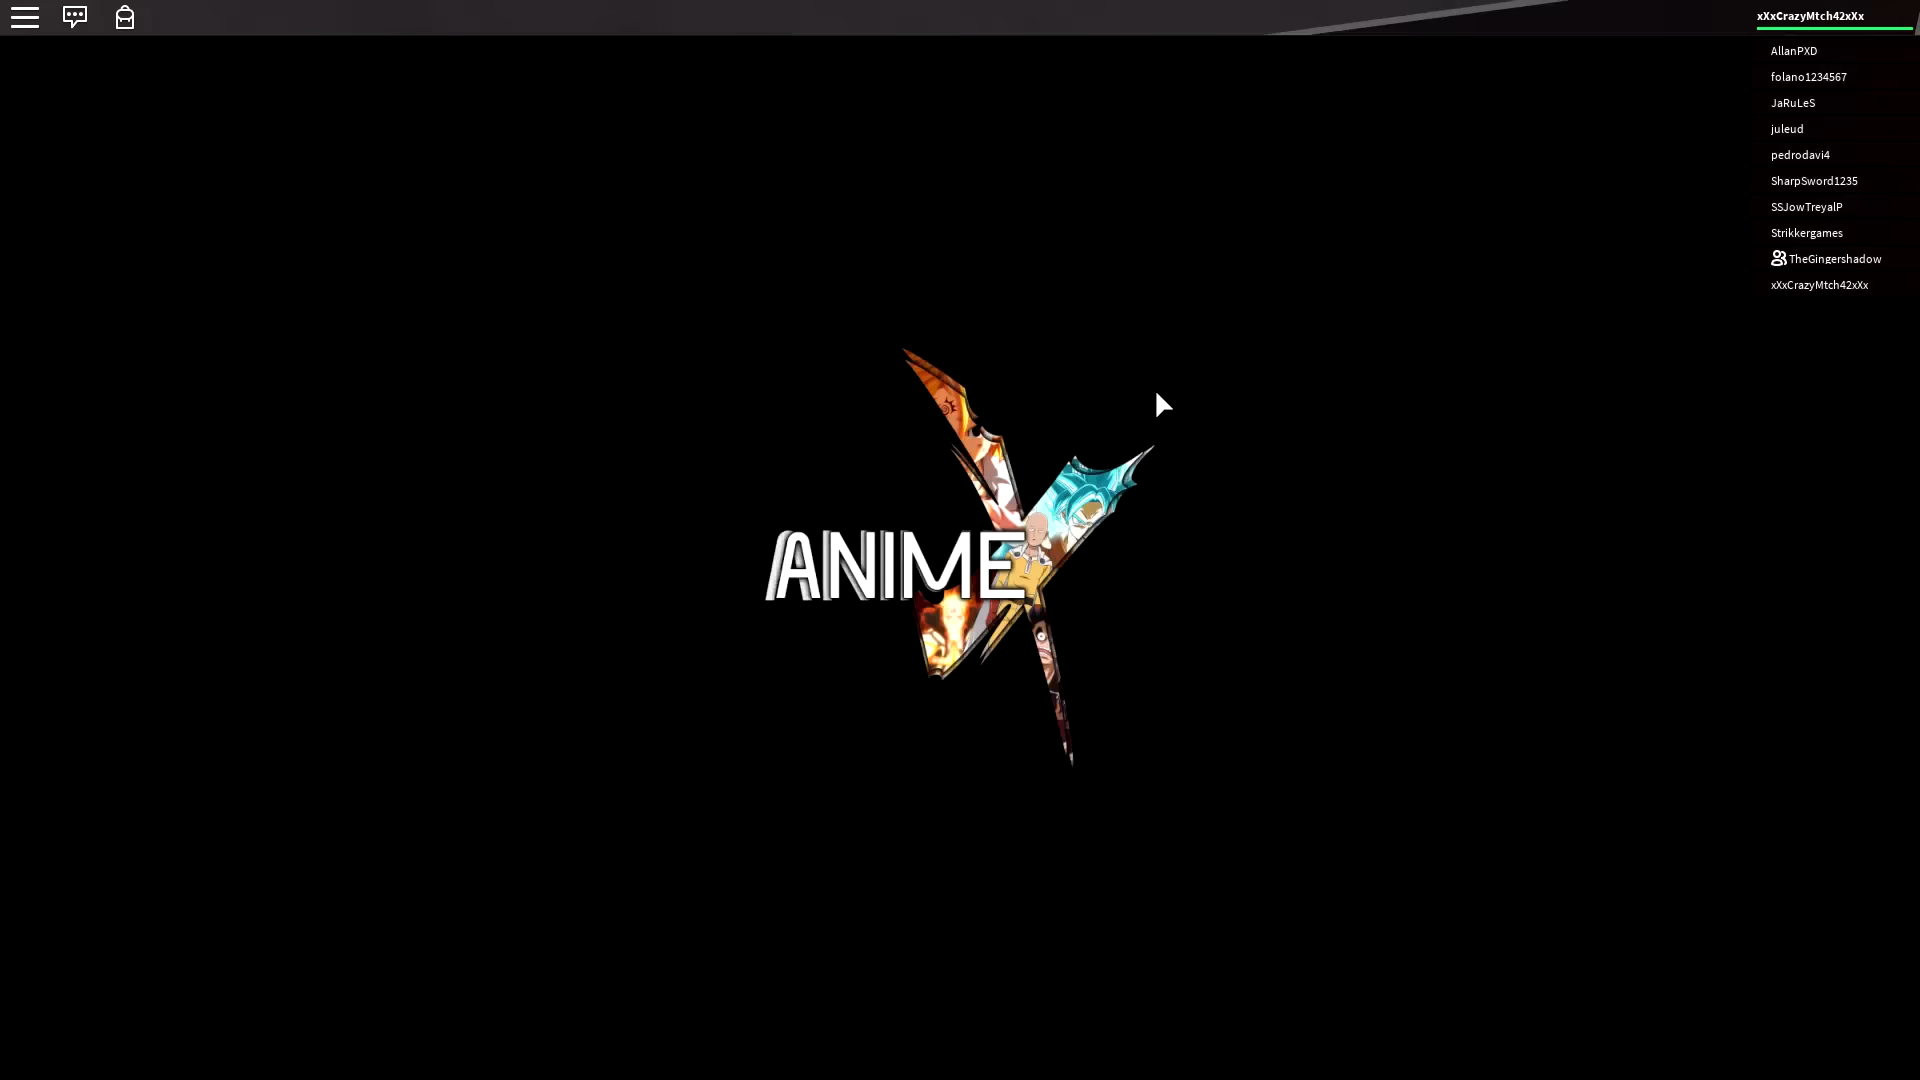 xXxCrazyMtch42xXx
AllanPXD
folano1234567
JaRuLeS
juleud
pedrodavi4
SharpSword1235
SSJowTreyalP
Strikkergames
TheGingershadow
xXxCrazyMtch42xXx
ANIME X